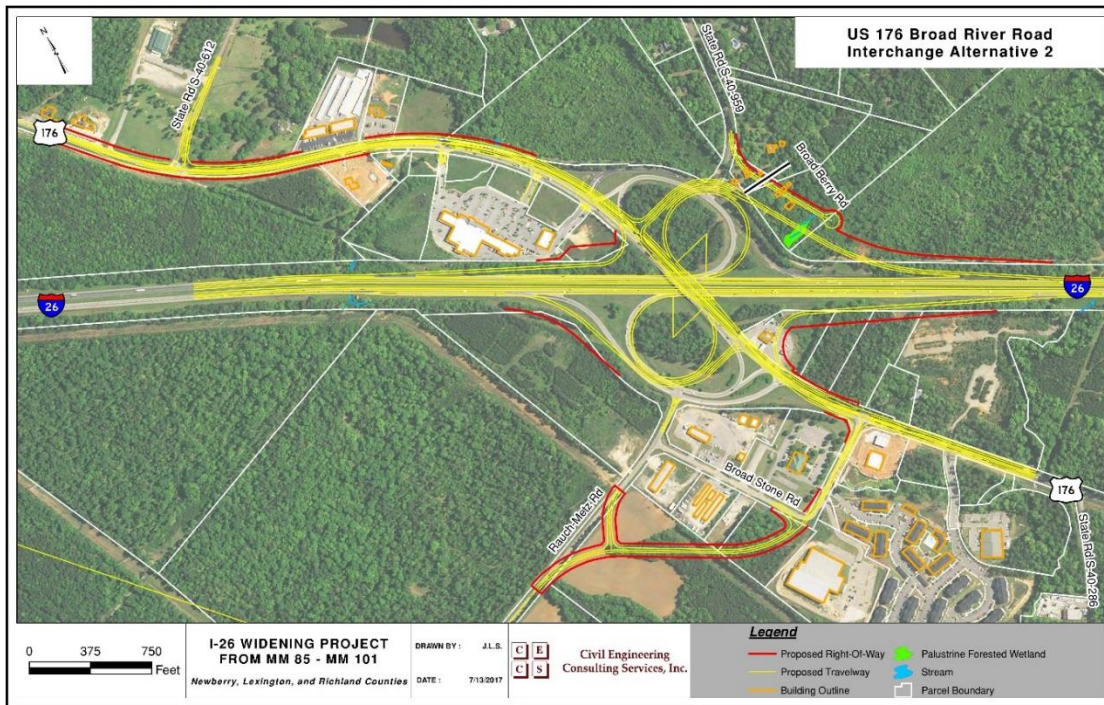 US 176 Broad River Road
Interchange Alternative 2
N
State Rd S-40-612
State Rd S-40-959
176
Broad Berry Rd
26
26
Broad Stone Rd
Rauch-Metz Rd
176
State Rd S-40-286
0 375 750
Feet
I-26 WIDENING PROJECT
FROM MM 85 - MM 101
Newberry, Lexington, and Richland Counties
DRAWN BY : J.L.S.
DATE : 7/13/2017
C E
C S
Civil Engineering
Consulting Services, Inc.
Legend
Proposed Right-Of-Way
Proposed Travelway
Building Outline
Palustrine Forested Wetland
Stream
Parcel Boundary